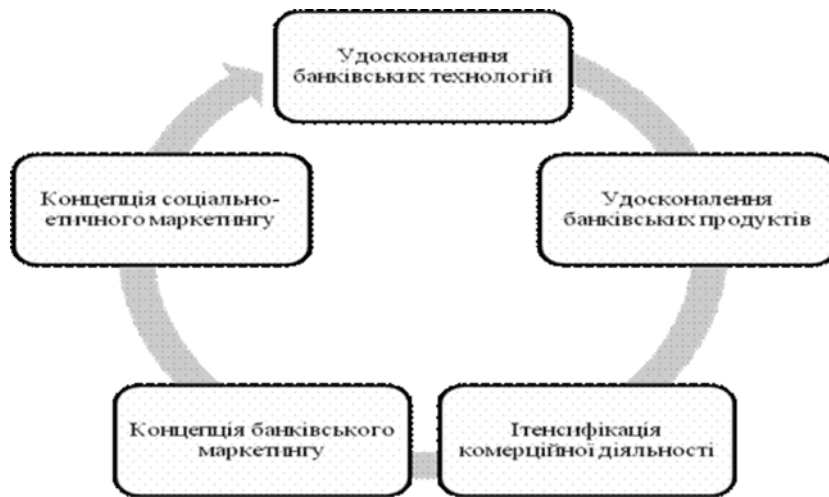 Удосконалення
банківських технологій
Удосконалення
банківських продуктів
Ітенсифікація
комерційної діяльності
Концепція банківського
маркетингу
Концепція соціально-
етичного маркетингу